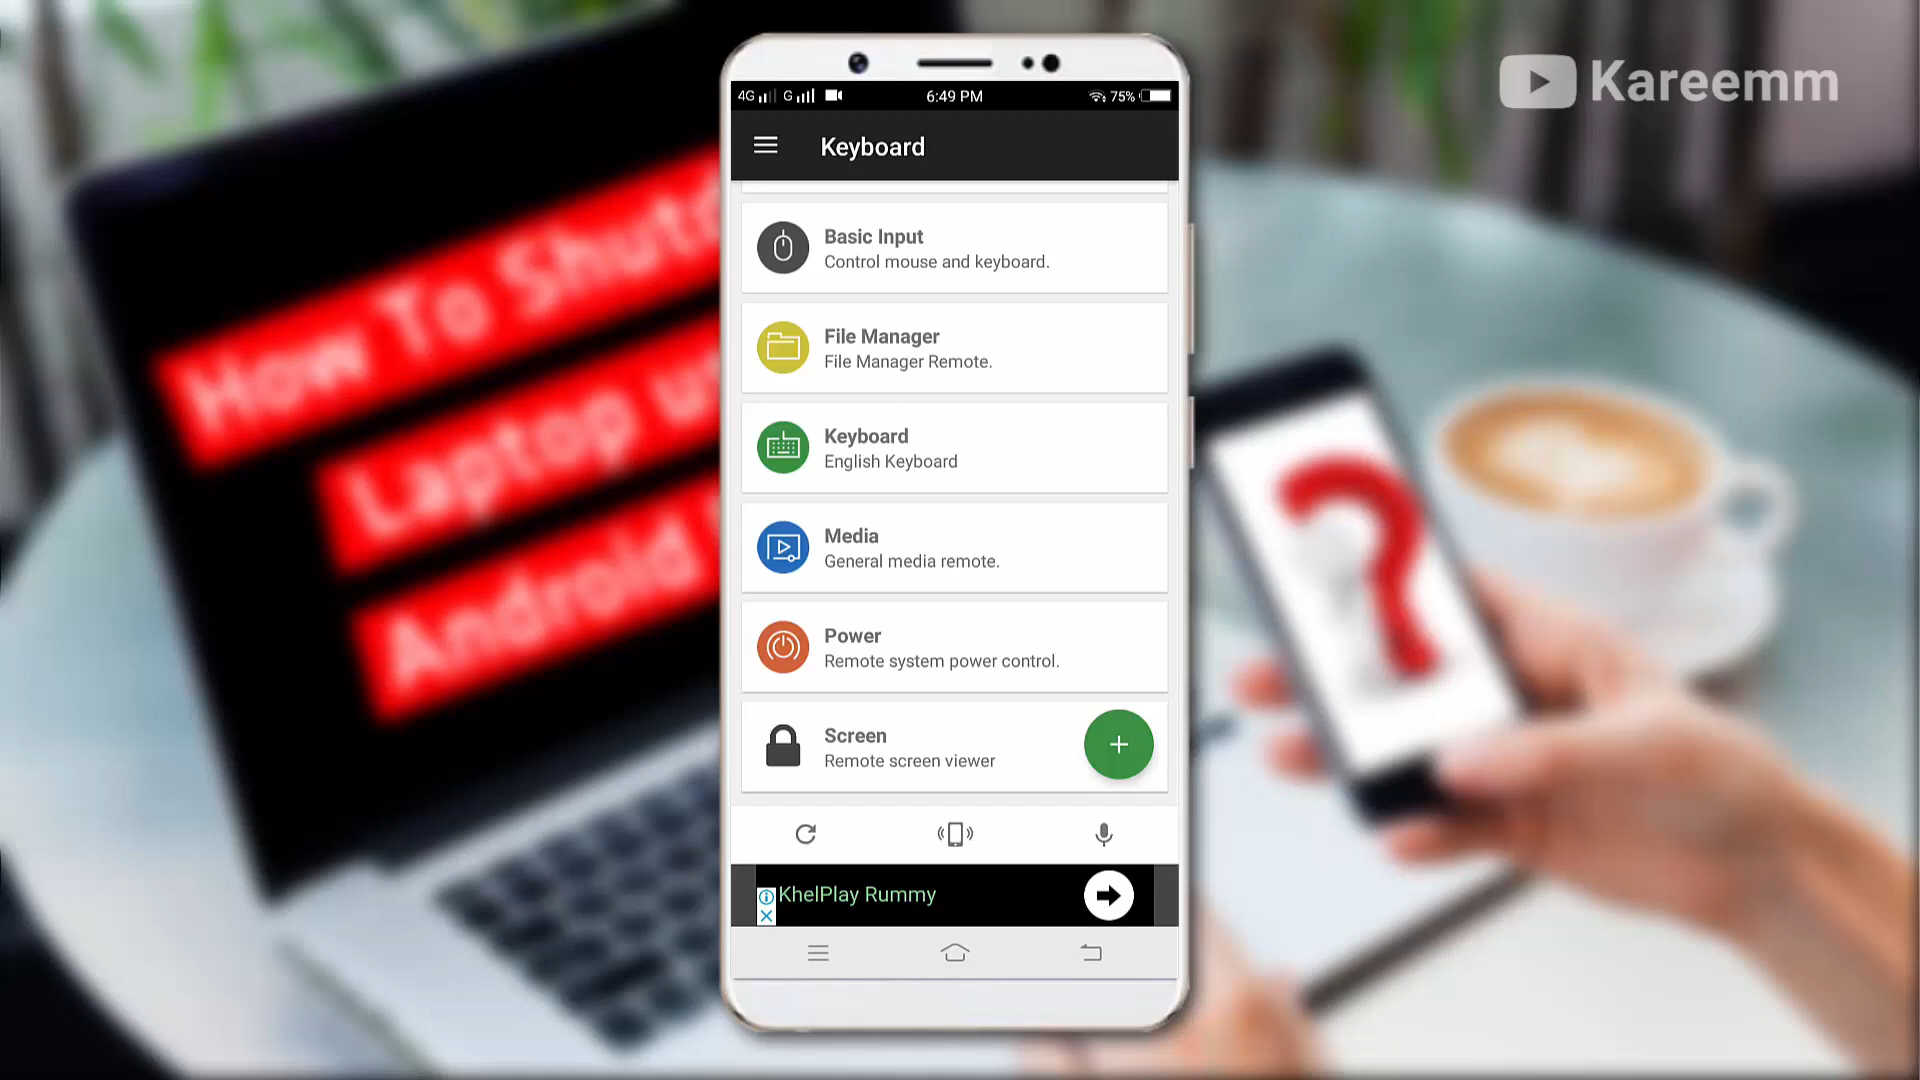 Kareemm
How To Shutd
Laptop us
Android
4G G 6:49 PM 75%
Keyboard
Basic Input
Control mouse and keyboard.
File Manager
File Manager Remote.
Keyboard
English Keyboard
Media
General media remote.
Power
Remote system power control.
Screen
Remote screen viewer
KhelPlay Rummy